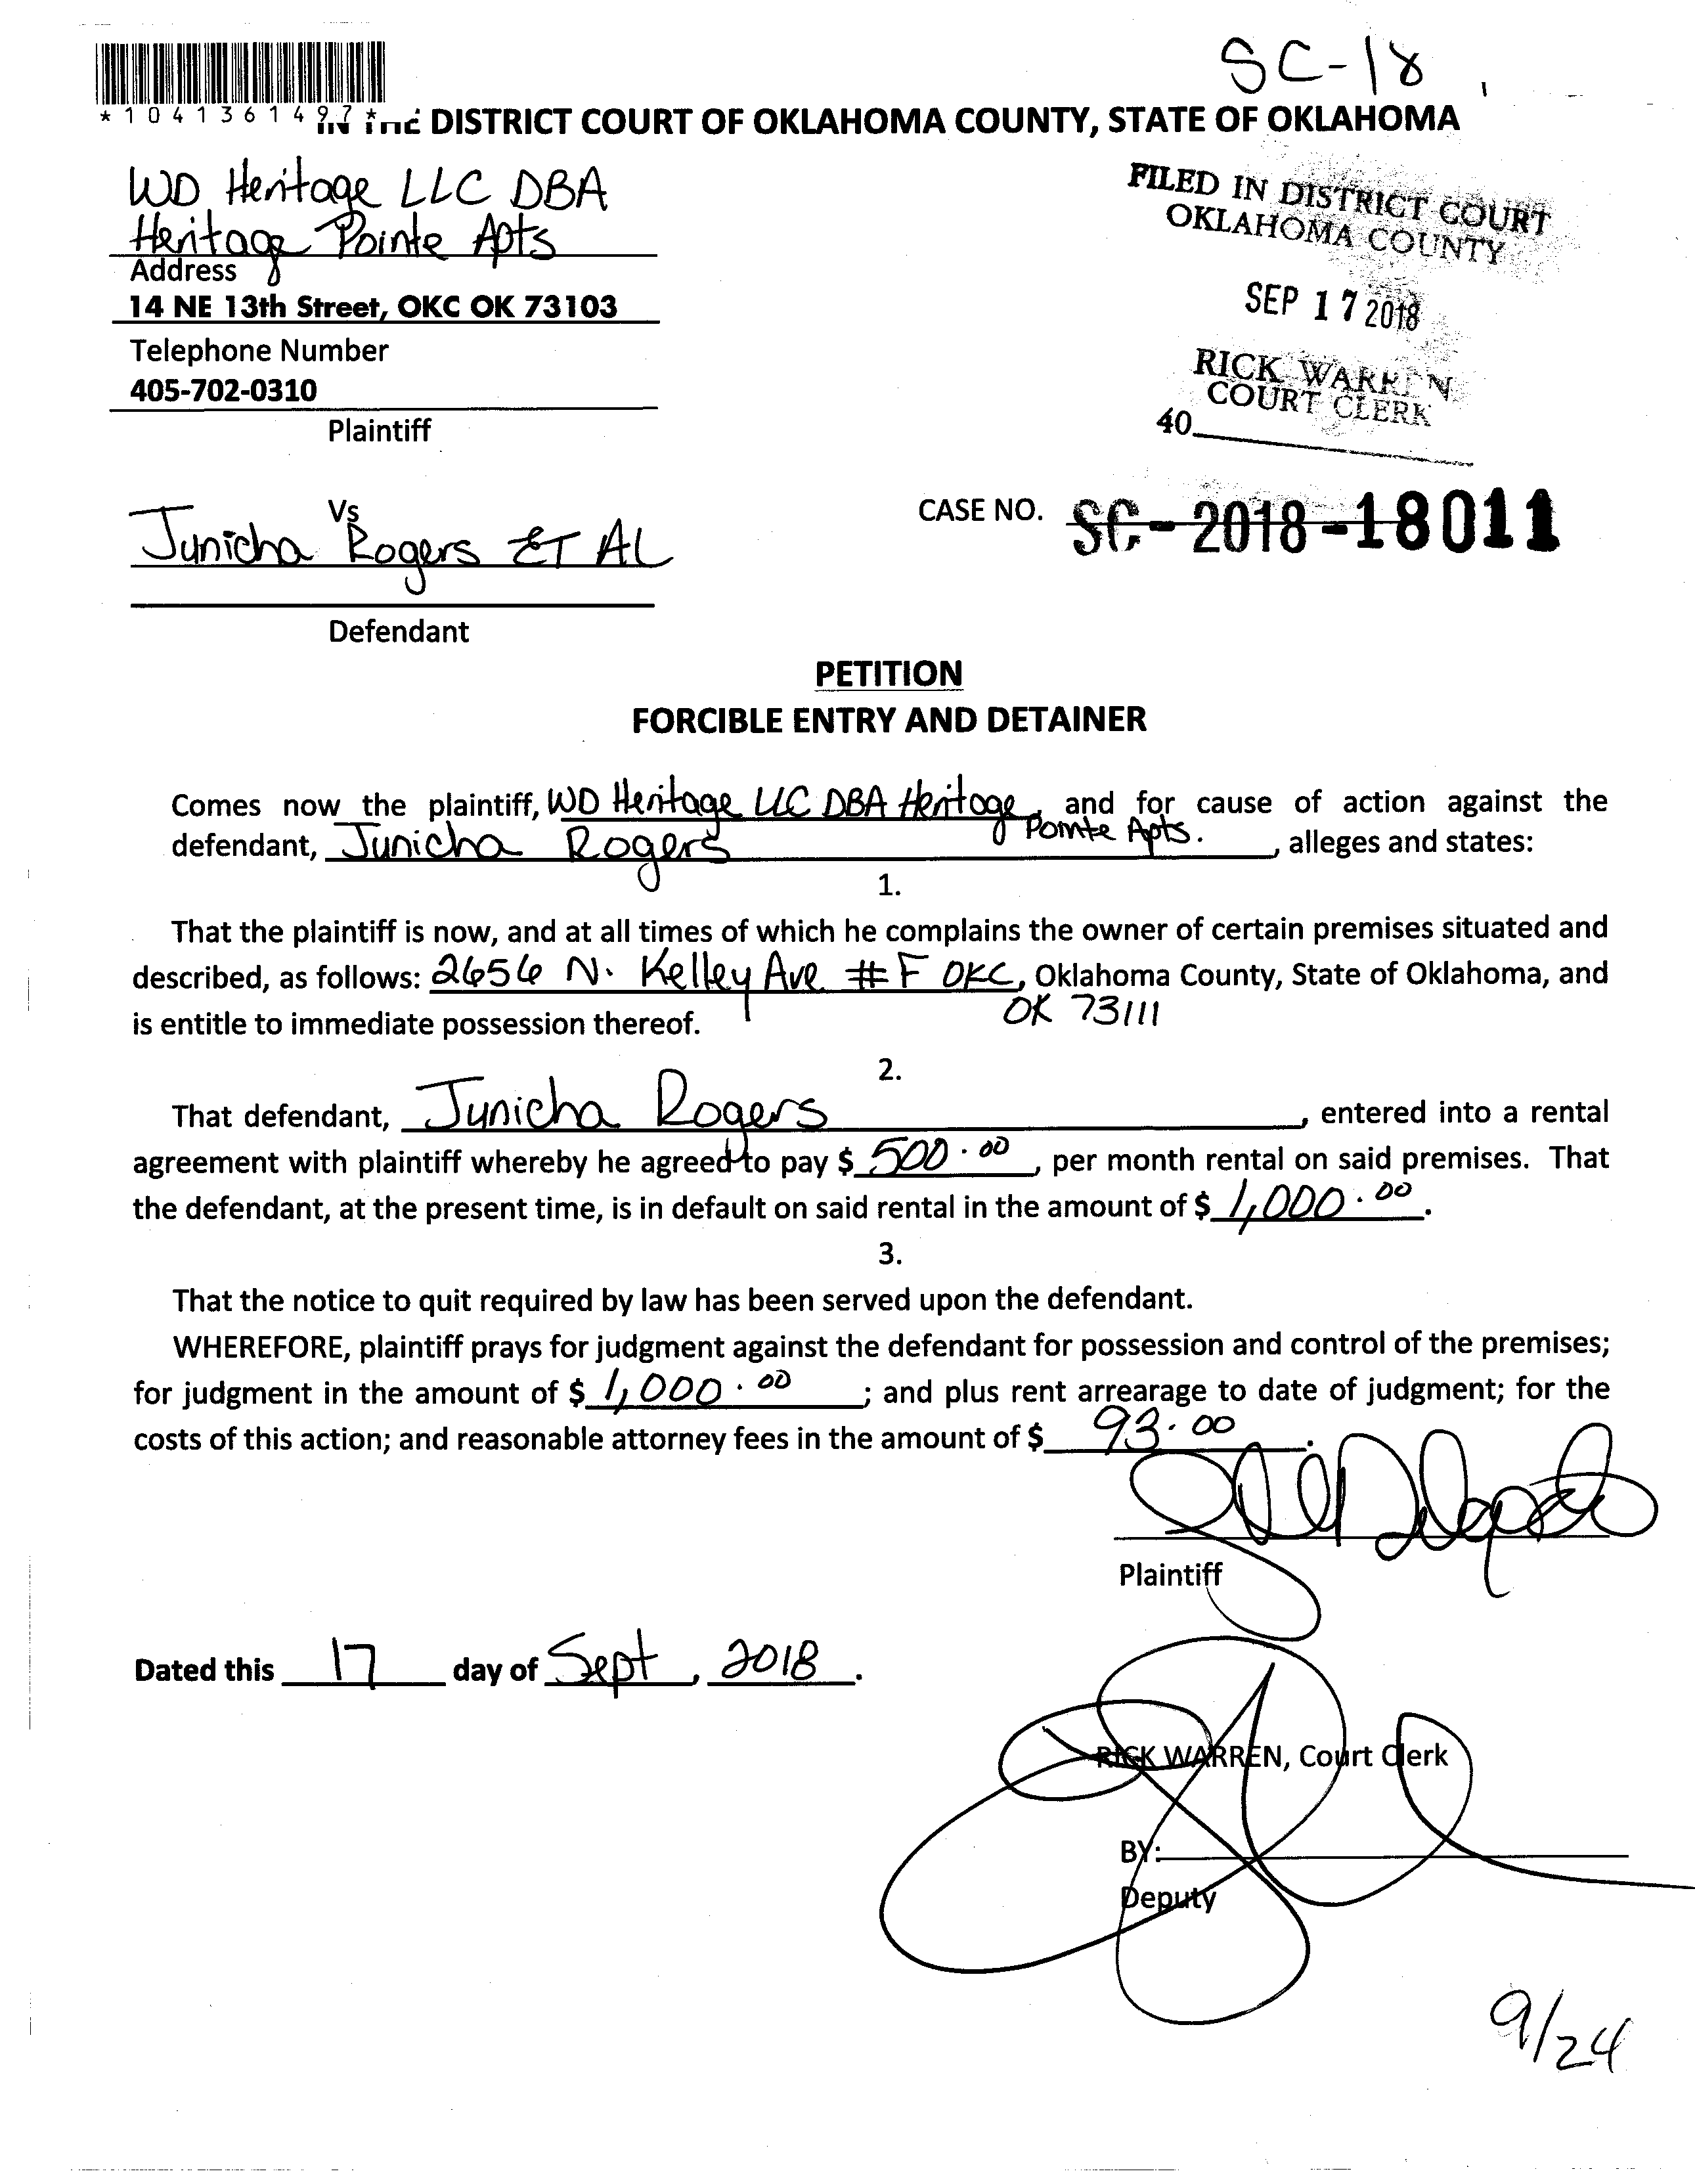 SC-18
*1041361497*
IN THE DISTRICT COURT OF OKLAHOMA COUNTY, STATE OF OKLAHOMA
WD Heritage LLC DBA
Heritage Pointe Apts
Address
14 NE 13th Street, OKC OK 73103
Telephone Number
405-702-0310
Plaintiff
FILED IN DISTRICT COURT
OKLAHOMA COUNTY
SEP 17 2018
RICK WARREN
COURT CLERK
40
Vs
Junicha Rogers ET AL
Defendant
CASE NO. SC-2018-18011
PETITION
FORCIBLE ENTRY AND DETAINER
Comes now the plaintiff, WD Heritage LLC DBA Heritage, and for cause of action against the
Pointe Apts.
defendant, Junicha Rogers, alleges and states:
1.
That the plaintiff is now, and at all times of which he complains the owner of certain premises situated and
described, as follows: 2656 N. Kelley Ave #F OKC, Oklahoma County, State of Oklahoma, and
OK 73111
is entitle to immediate possession thereof.
2.
That defendant, Junicha Rogers, entered into a rental
agreement with plaintiff whereby he agreed to pay $ 500.00, per month rental on said premises. That
the defendant, at the present time, is in default on said rental in the amount of $ 1,000.00.
3.
That the notice to quit required by law has been served upon the defendant.
WHEREFORE, plaintiff prays for judgment against the defendant for possession and control of the premises;
for judgment in the amount of $ 1,000.00; and plus rent arrearage to date of judgment; for the
costs of this action; and reasonable attorney fees in the amount of $ 93.00.
Plaintiff
Dated this 17 day of Sept, 2018.
RICK WARREN, Court Clerk
BY:
Deputy
9/24